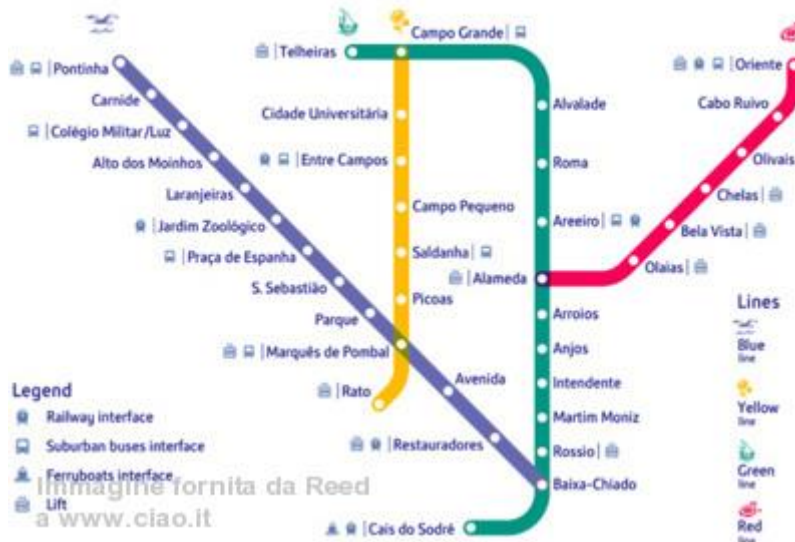 Campo Grande
Telheiras
Pontinha
Oriente
Carnide
Cabo Ruivo
Cidade Universitária
Alvalade
Colégio Militar/Luz
Olivais
Alto dos Moinhos
Entre Campos
Roma
Laranjeiras
Chelas
Campo Pequeno
Jardim Zoológico
Areeiro
Bela Vista
Praça de Espanha
Saldanha
Olaias
S. Sebastião
Alameda
Picoas
Parque
Arroios
Marquês de Pombal
Anjos
Avenida
Rato
Intendente
Martim Moniz
Restauradores
Rossio
Baixa-Chiado
Cais do Sodré
Legend
Railway interface
Suburban buses interface
Ferruboats interface
Lift
Lines
Blue
line
Yellow
line
Green
line
Red
line
Immagine fornita da Reed
a www.ciao.it